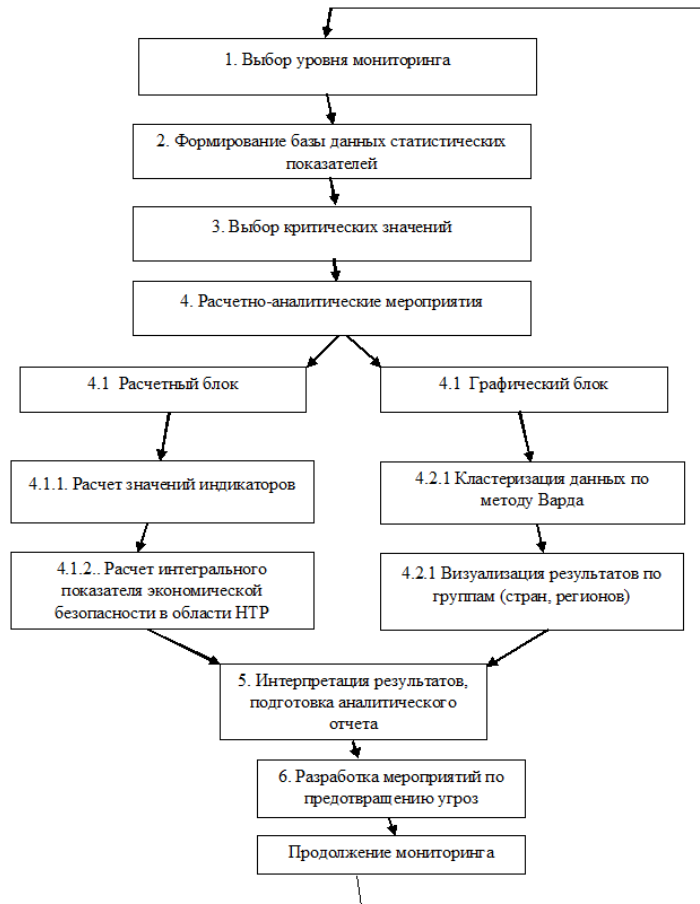 1. Выбор уровня мониторинга
2. Формирование базы данных статистических
показателей
3. Выбор критических значений
4. Расчетно-аналитические мероприятия
4.1 Расчетный блок
4.1 Графический блок
4.1.1. Расчет значений индикаторов
4.2.1 Кластеризация данных по
методу Варда
4.1.2.. Расчет интегрального
показателя экономической
безопасности в области НТР
4.2.1 Визуализация результатов по
группам (стран, регионов)
5. Интерпретация результатов,
подготовка аналитического
отчета
6. Разработка мероприятий по
предотвращению угроз
Продолжение мониторинга